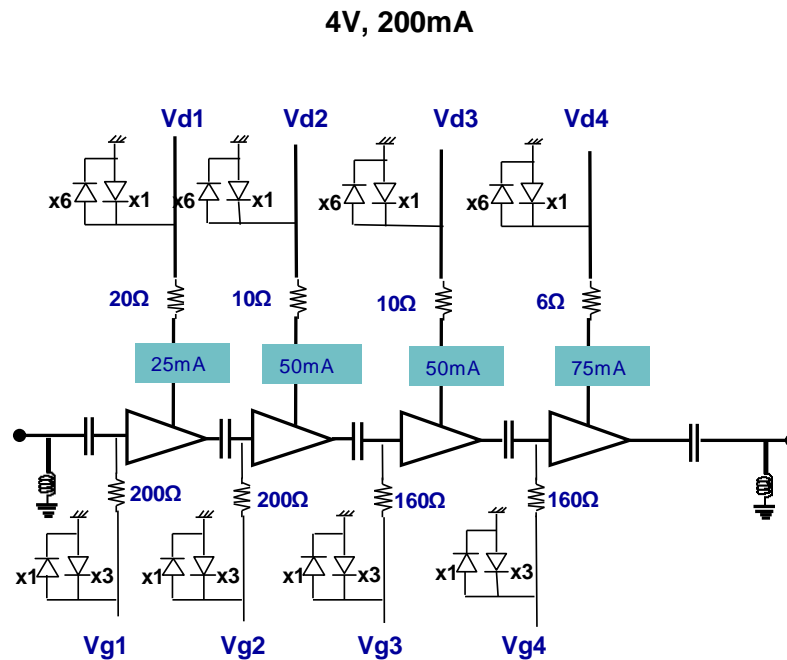 4V, 200mA
Vd1 Vd2 Vd3 Vd4
x6 x1 x6 x1 x6 x1 x6 x1
20Ω 10Ω 10Ω 6Ω
25mA 50mA 50mA 75mA
200Ω 200Ω 160Ω 160Ω
x1 x3 x1 x3 x1 x3 x1 x3
Vg1 Vg2 Vg3 Vg4